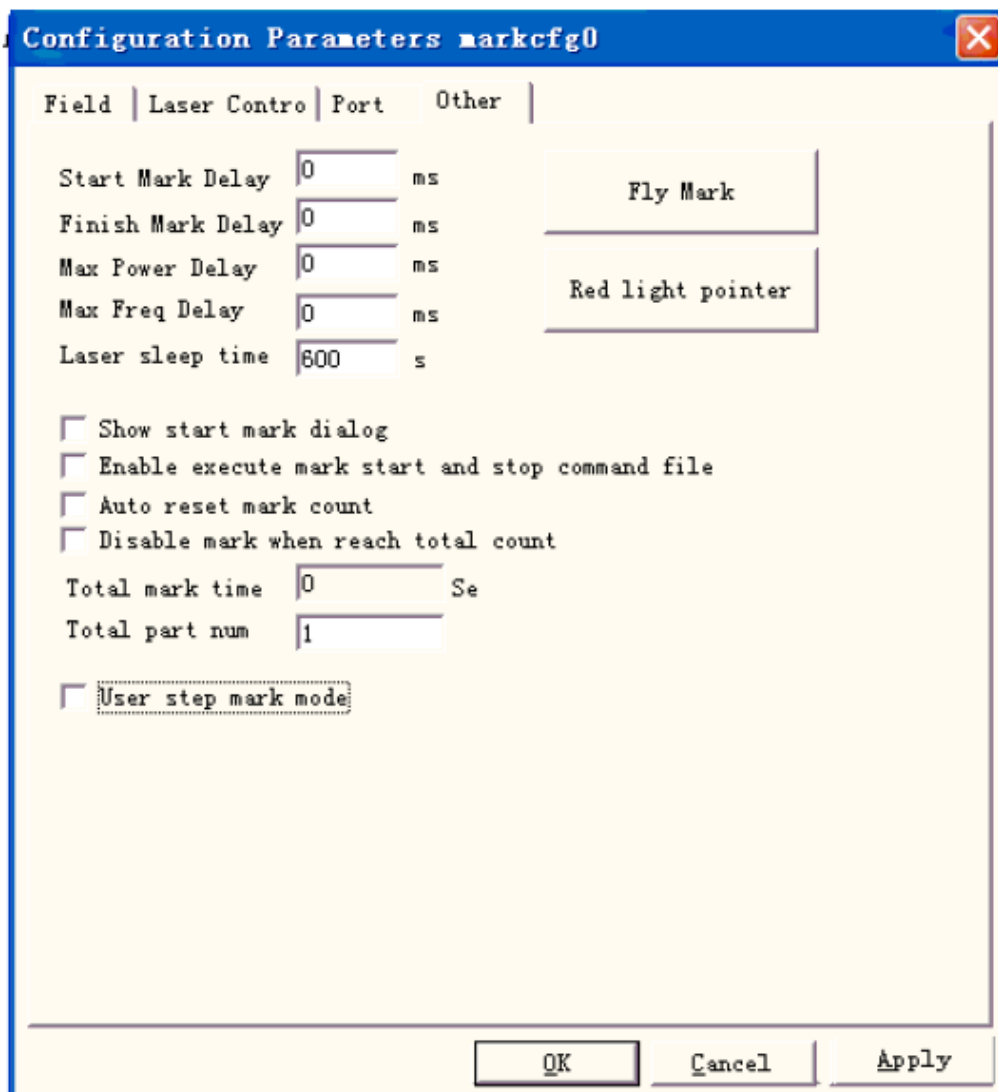 Configuration Parameters markcfg0
Field Laser Contro Port Other
Start Mark Delay 0 ms
Fly Mark
Finish Mark Delay 0 ms
Max Power Delay 0 ms
Red light pointer
Max Freq Delay 0 ms
Laser sleep time 600 s
Show start mark dialog
Enable execute mark start and stop command file
Auto reset mark count
Disable mark when reach total count
Total mark time 0 Se
Total part num 1
User step mark mode
OK Cancel Apply